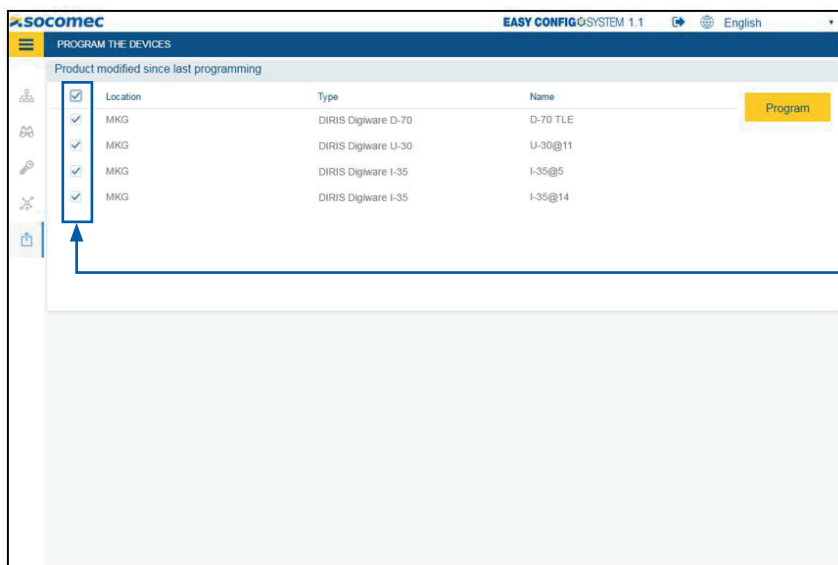 socomec EASY CONFIG SYSTEM 1.1 English
PROGRAM THE DEVICES
Product modified since last programming
Location Type Name
Program
MKG DIRIS Digiware D-70 D-70 TLE
MKG DIRIS Digiware U-30 U-30@11
MKG DIRIS Digiware I-35 I-35@5
MKG DIRIS Digiware I-35 I-35@14